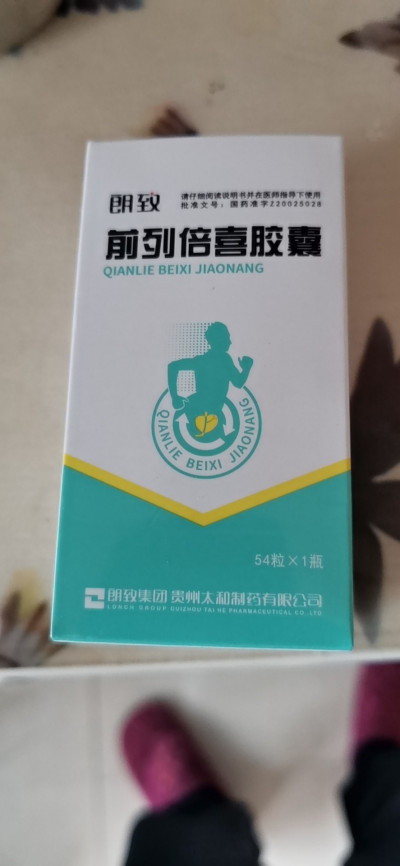 朗致
请仔细阅读说明书并在医师指导下使用
批准文号：国药准字Z20025028
前列倍喜胶囊
QIANLIE BEIXI JIAONANG
QIANLIE BEIXI JIAONANG
54粒×1瓶
朗致集团 贵州太和制药有限公司
LONCH GROUP GUIZHOU TAI HE PHARMACEUTICAL CO.,LTD.